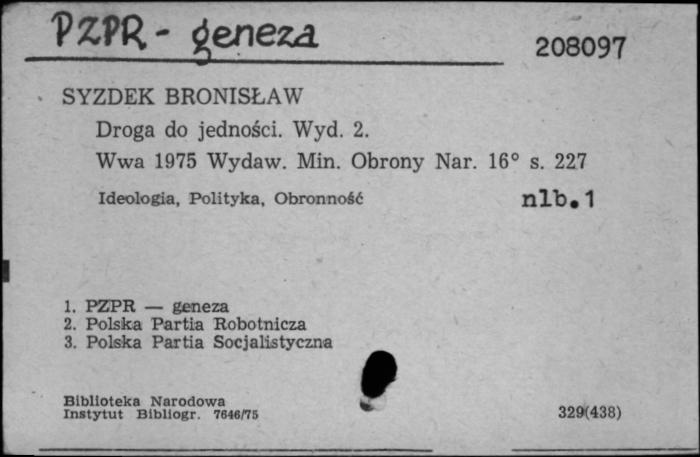 PZPR - geneza
208097
SYZDEK BRONISŁAW
Droga do jedności. Wyd. 2.
Wwa 1975 Wydaw. Min. Obrony Nar. 16° s. 227
Ideologia, Polityka, Obronność nlb.1
1. PZPR — geneza
2. Polska Partia Robotnicza
3. Polska Partia Socjalistyczna
Biblioteka Narodowa
Instytut Bibliogr. 7646/75 329(438)